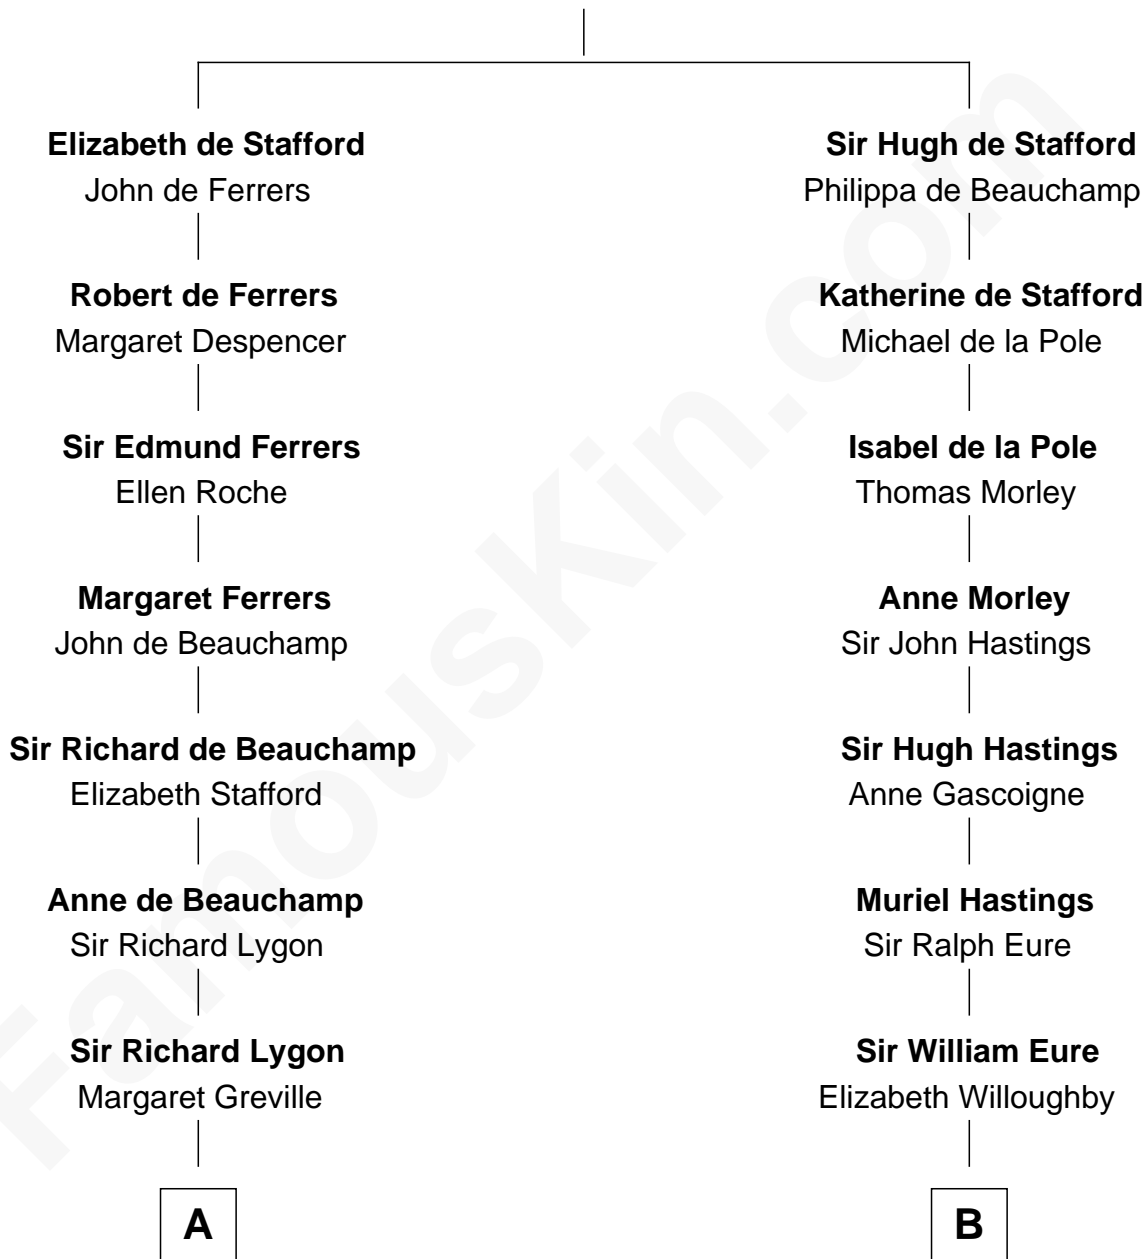 Elizabeth de Stafford
John de Ferrers
Robert de Ferrers
Margaret Despencer
Sir Edmund Ferrers
Ellen Roche
Margaret Ferrers
John de Beauchamp
Sir Richard de Beauchamp
Elizabeth Stafford
Anne de Beauchamp
Sir Richard Lygon
Sir Richard Lygon
Margaret Greville
A
Sir Hugh de Stafford
Philippa de Beauchamp
Katherine de Stafford
Michael de la Pole
Isabel de la Pole
Thomas Morley
Anne Morley
Sir John Hastings
Sir Hugh Hastings
Anne Gascoigne
Muriel Hastings
Sir Ralph Eure
Sir William Eure
Elizabeth Willoughby
B
FamousKin.com